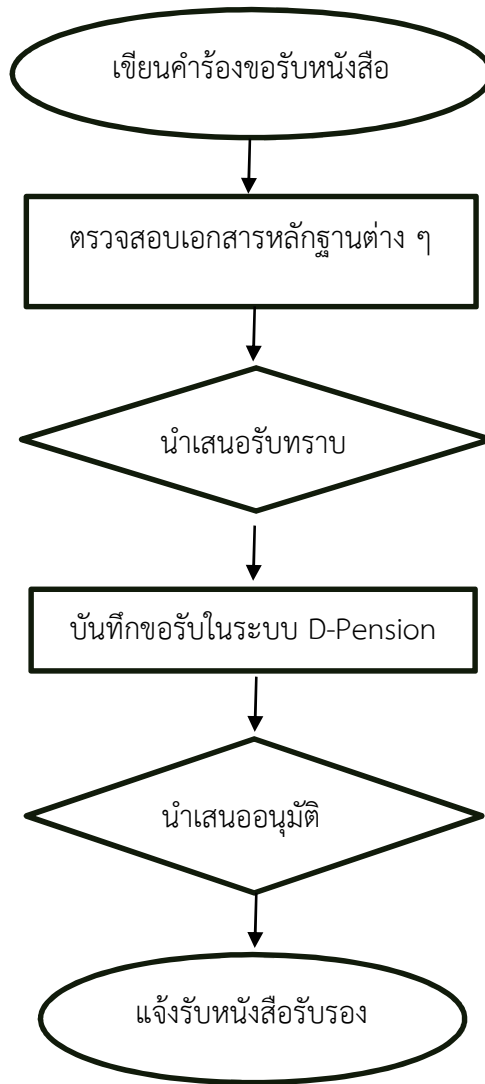 เขียนคำร้องขอรับหนังสือ
ตรวจสอบเอกสารหลักฐานต่าง ๆ
นำเสนอรับทราบ
บันทึกขอรับในระบบ D-Pension
นำเสนออนุมัติ
แจ้งรับหนังสือรับรอง